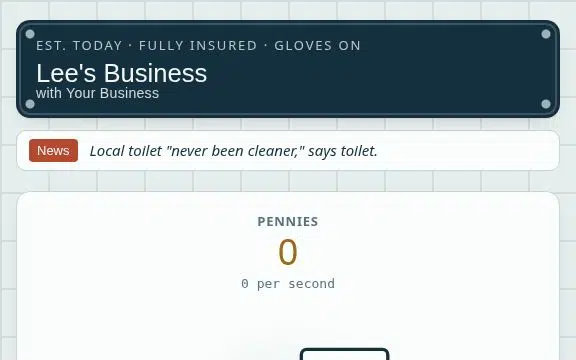 EST. TODAY · FULLY INSURED · GLOVES ON
Lee's Business
with Your Business
News Local toilet "never been cleaner," says toilet.
PENNIES
0
0 per second